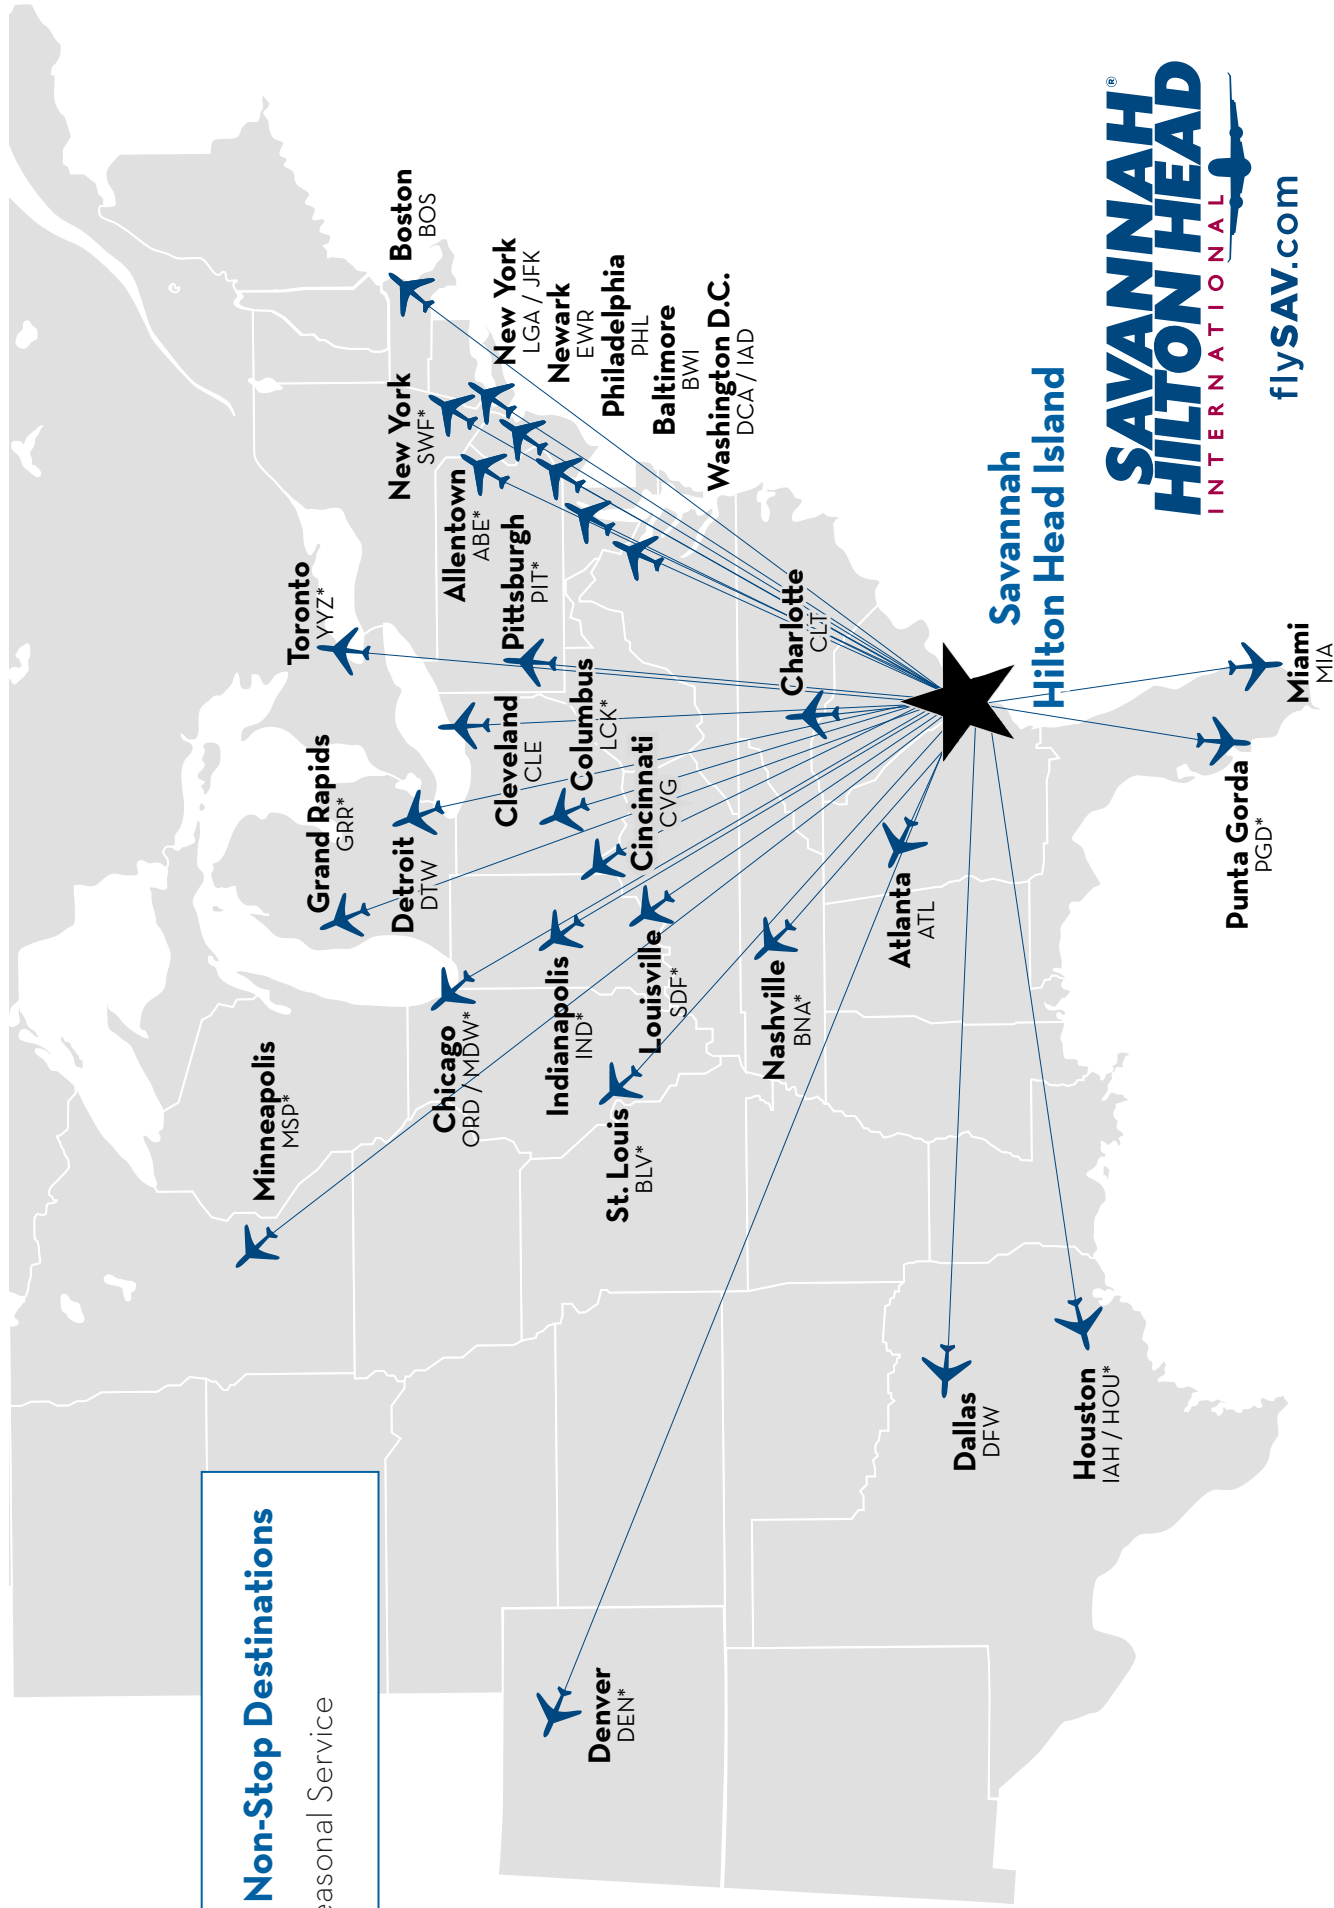 Non-Stop Destinations
easonal Service
Minneapolis
MSP*
Grand Rapids
GRR*
Toronto
YYZ*
Detroit
DTW
Boston
BOS
New York
SWF*
Chicago
ORD / MDW*
Allentown
ABE*
Cleveland
CLE
Pittsburgh
PIT*
New York
LGA / JFK
Newark
EWR
Philadelphia
PHL
Baltimore
BWI
Washington D.C.
DCA / IAD
Columbus
LCK*
Indianapolis
IND*
Cincinnati
CVG
Louisville
SDF*
St. Louis
BLV*
Denver
DEN*
Nashville
BNA*
Charlotte
CLT
Atlanta
ATL
Dallas
DFW
Savannah
Hilton Head Island
Houston
IAH / HOU*
Punta Gorda
PGD*
Miami
MIA
SAVANNAH®
HILTON HEAD
INTERNATIONAL
flySAV.com